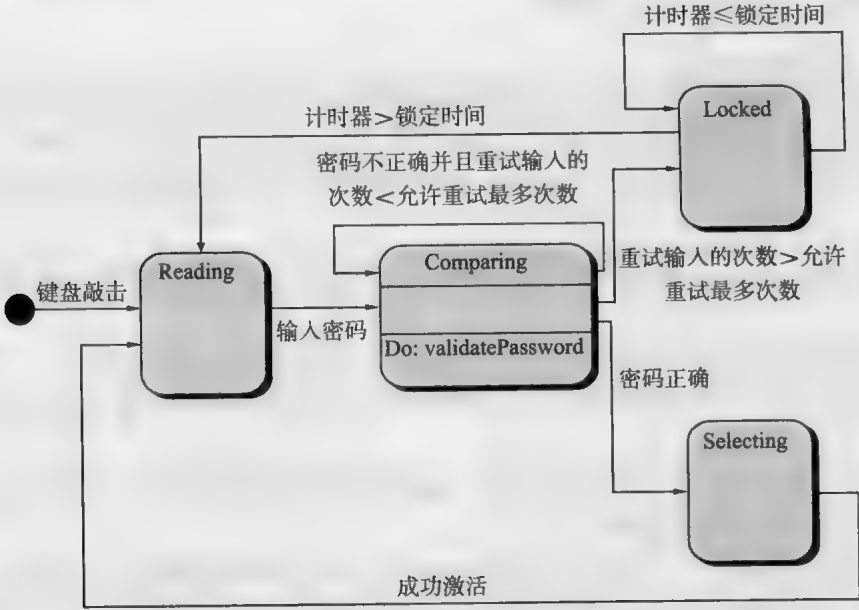 计时器≤锁定时间
Locked
计时器>锁定时间
密码不正确并且重试输入的
次数<允许重试最多次数
Reading
Comparing
重试输入的次数>允许
重试最多次数
键盘敲击
输入密码
Do: validatePassword
密码正确
Selecting
成功激活